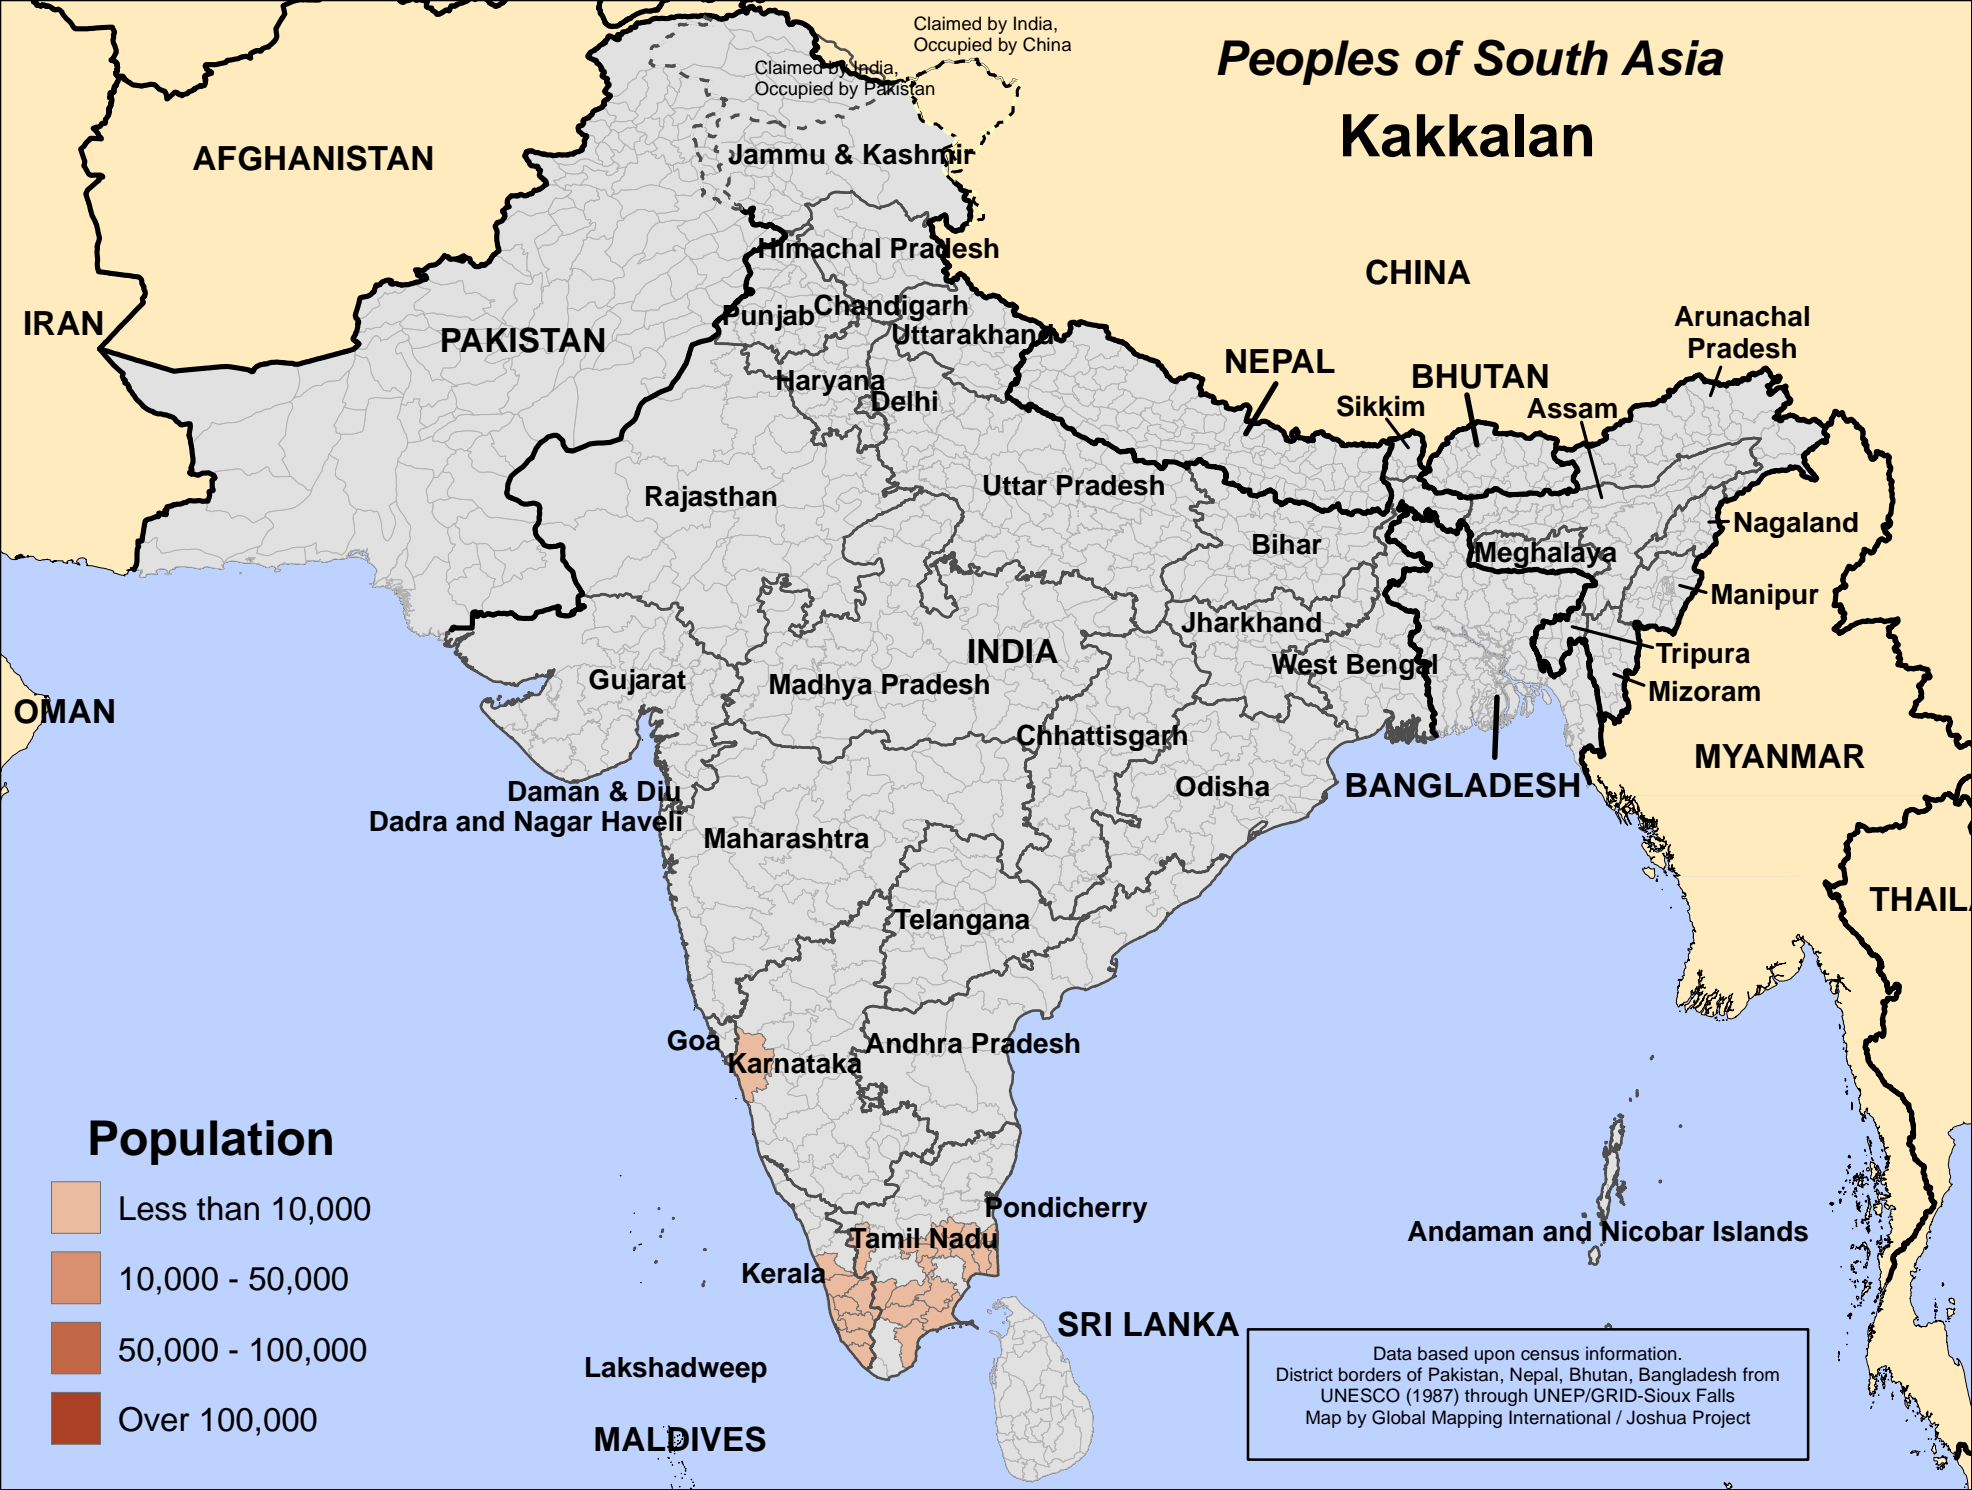 Claimed by India,
Occupied by China
Peoples of South Asia
Claimed by India,
Occupied by Pakistan
Kakkalan
AFGHANISTAN
Jammu & Kashmir
Himachal Pradesh
CHINA
IRAN
PAKISTAN
Punjab
Chandigarh
Uttarakhand
Arunachal
Pradesh
NEPAL
BHUTAN
Haryana
Delhi
Sikkim
Assam
Rajasthan
Uttar Pradesh
Nagaland
Bihar
Meghalaya
Manipur
Jharkhand
INDIA
Tripura
West Bengal
Gujarat
Madhya Pradesh
Mizoram
OMAN
Chhattisgarh
MYANMAR
Odisha
BANGLADESH
Daman & Diu
Dadra and Nagar Haveli
Maharashtra
THAIL
Telangana
Goa
Andhra Pradesh
Karnataka
Population
Less than 10,000
10,000 - 50,000
50,000 - 100,000
Over 100,000
Pondicherry
Tamil Nadu
Andaman and Nicobar Islands
Kerala
SRI LANKA
Lakshadweep
MALDIVES
Data based upon census information.
District borders of Pakistan, Nepal, Bhutan, Bangladesh from
UNESCO (1987) through UNEP/GRID-Sioux Falls
Map by Global Mapping International / Joshua Project